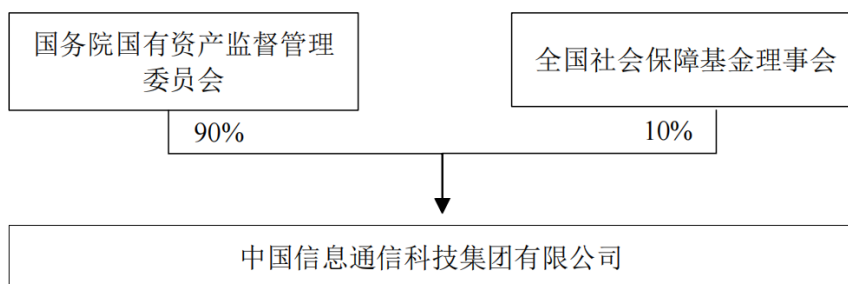 国务院国有资产监督管理
委员会
全国社会保障基金理事会
90%
10%
中国信息通信科技集团有限公司